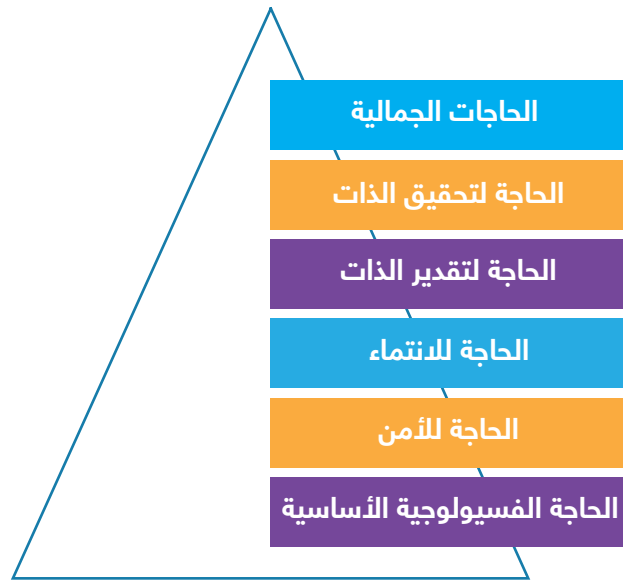 الحاجات الجمالية
الحاجة لتحقيق الذات
الحاجة لتقدير الذات
الحاجة للانتماء
الحاجة للأمن
الحاجة الفسيولوجية الأساسية